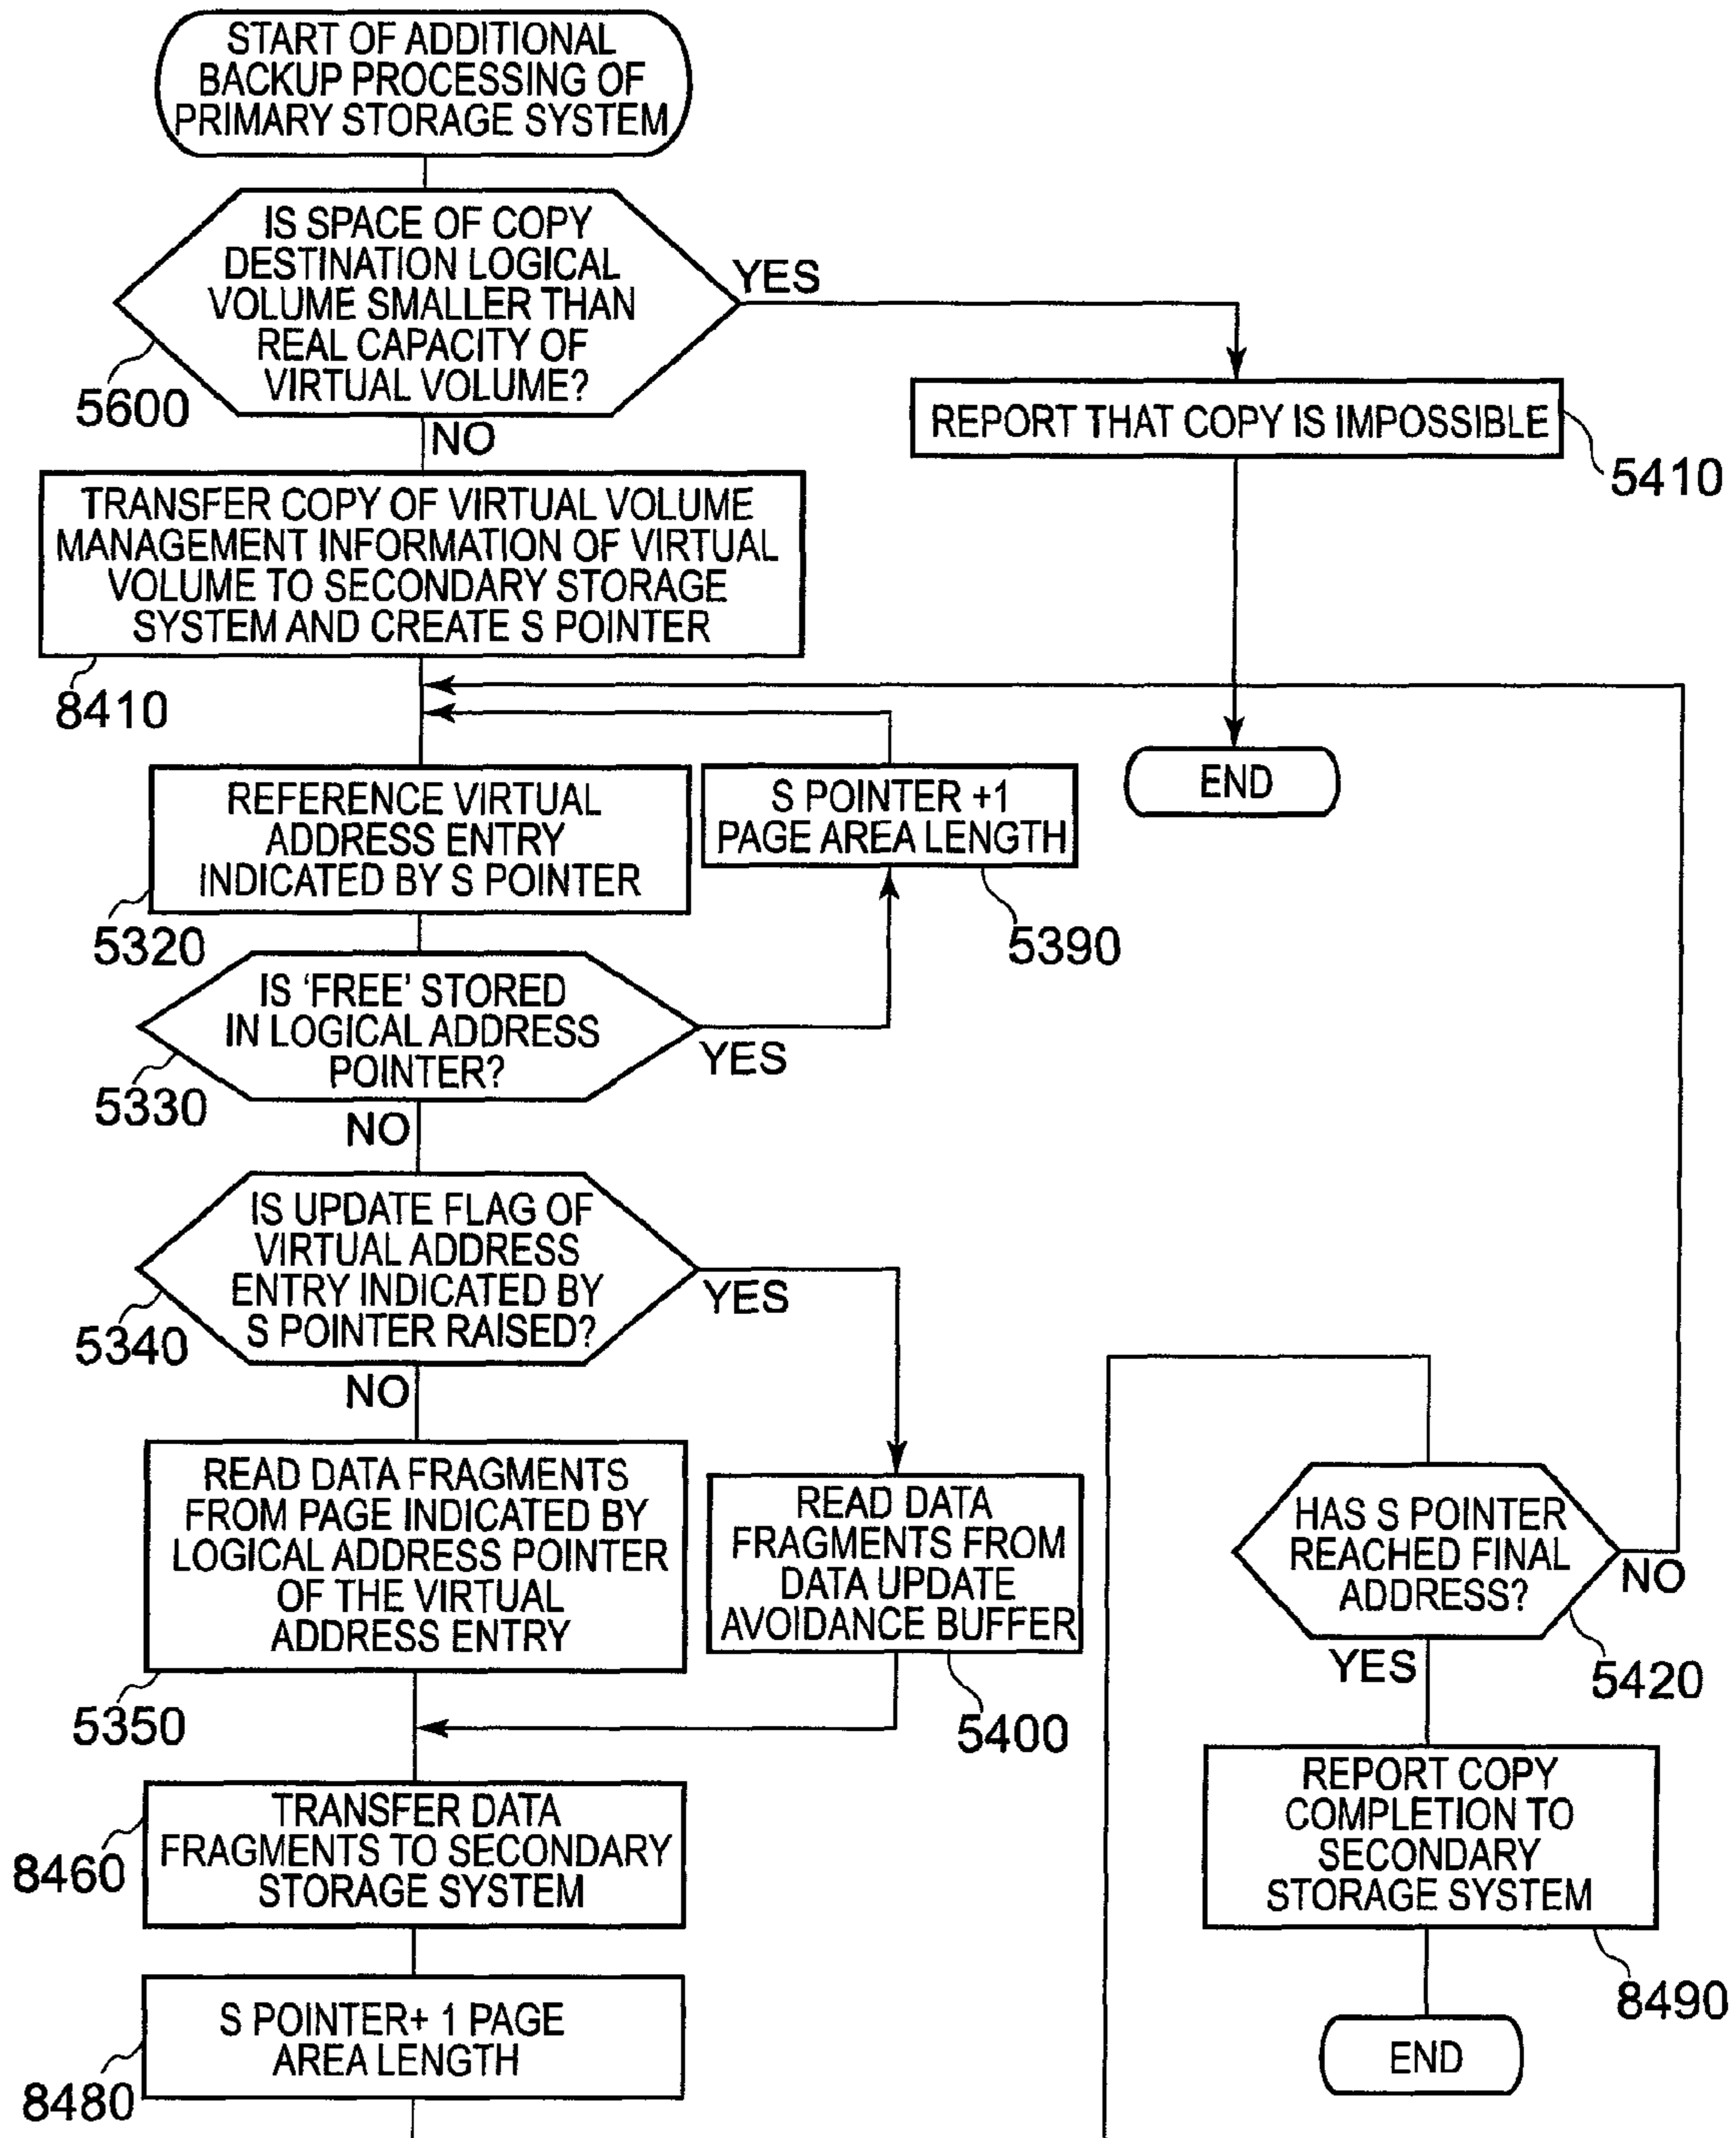 START OF ADDITIONAL
BACKUP PROCESSING OF
PRIMARY STORAGE SYSTEM
IS SPACE OF COPY
DESTINATION LOGICAL
VOLUME SMALLER THAN
REAL CAPACITY OF
VIRTUAL VOLUME?
YES
5600
NO
REPORT THAT COPY IS IMPOSSIBLE
5410
TRANSFER COPY OF VIRTUAL VOLUME
MANAGEMENT INFORMATION OF VIRTUAL
VOLUME TO SECONDARY STORAGE
SYSTEM AND CREATE S POINTER
8410
END
REFERENCE VIRTUAL
ADDRESS ENTRY
INDICATED BY S POINTER
5320
S POINTER +1
PAGE AREA LENGTH
5390
IS 'FREE' STORED
IN LOGICAL ADDRESS
POINTER?
YES
5330
NO
IS UPDATE FLAG OF
VIRTUAL ADDRESS
ENTRY INDICATED BY
S POINTER RAISED?
YES
5340
NO
READ DATA FRAGMENTS
FROM PAGE INDICATED BY
LOGICAL ADDRESS POINTER
OF THE VIRTUAL
ADDRESS ENTRY
5350
READ DATA
FRAGMENTS FROM
DATA UPDATE
AVOIDANCE BUFFER
5400
TRANSFER DATA
FRAGMENTS TO SECONDARY
STORAGE SYSTEM
8460
S POINTER+ 1 PAGE
AREA LENGTH
8480
HAS S POINTER
REACHED FINAL
ADDRESS?
NO
YES
5420
REPORT COPY
COMPLETION TO
SECONDARY
STORAGE SYSTEM
8490
END